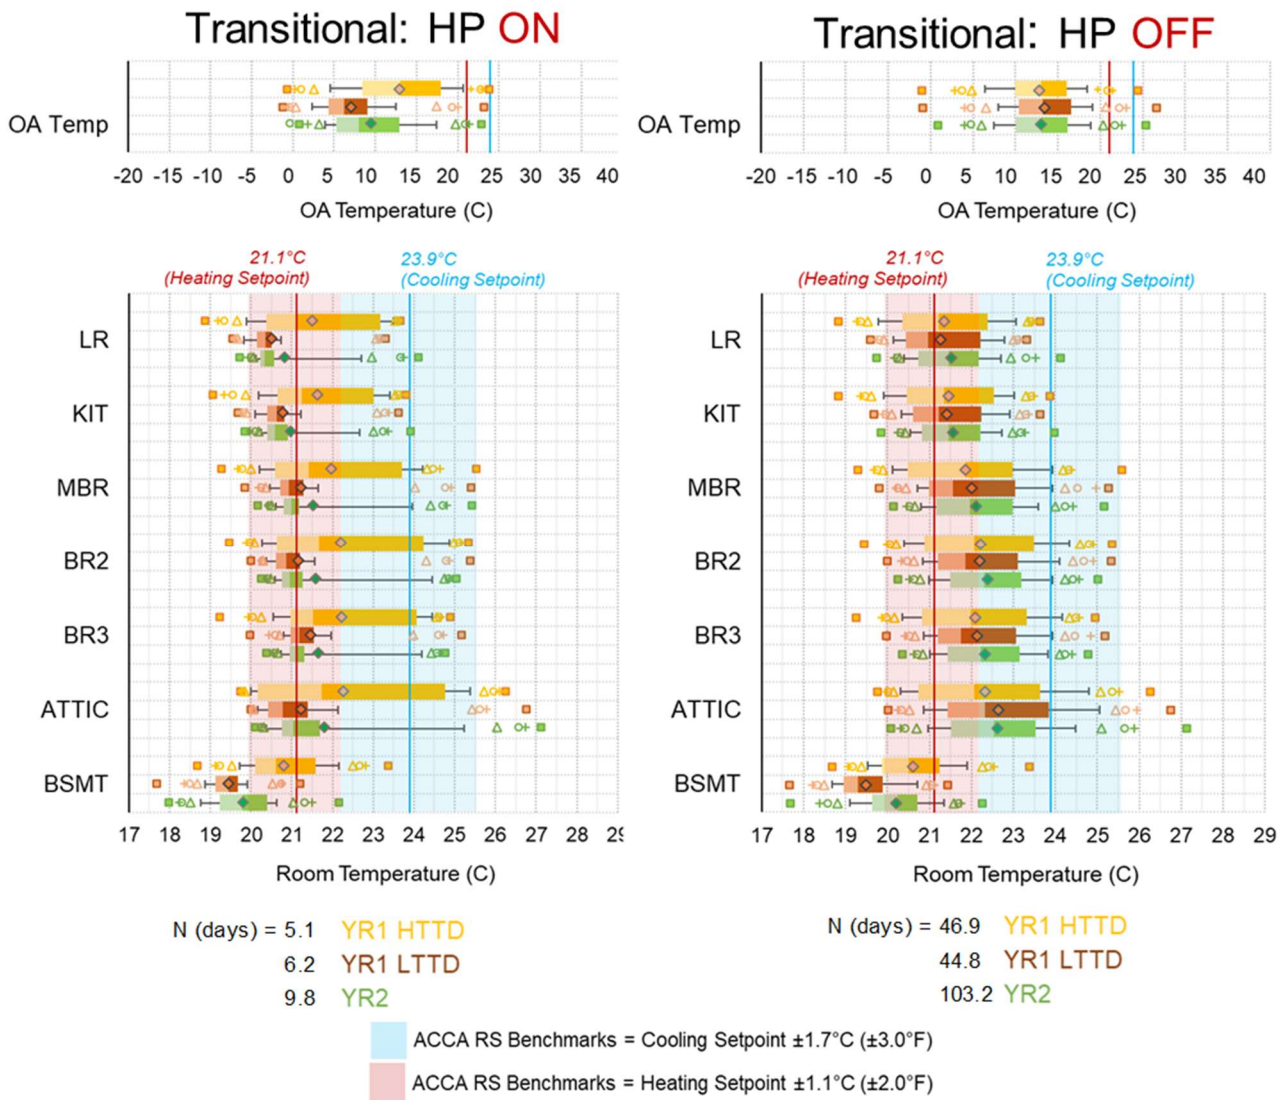 Transitional: HP ON
OA Temp
-20 -15 -10 -5 0 5 10 15 20 25 30 35 40
OA Temperature (C)
21.1°C
(Heating Setpoint)
23.9°C
(Cooling Setpoint)
LR
KIT
MBR
BR2
BR3
ATTIC
BSMT
17 18 19 20 21 22 23 24 25 26 27 28
Room Temperature (C)
N (days) = 5.1 YR1 HTTD
6.2 YR1 LTTD
9.8 YR2
Transitional: HP OFF
OA Temp
-20 -15 -10 -5 0 5 10 15 20 25 30 35 40
OA Temperature (C)
21.1°C
(Heating Setpoint)
23.9°C
(Cooling Setpoint)
LR
KIT
MBR
BR2
BR3
ATTIC
BSMT
17 18 19 20 21 22 23 24 25 26 27 28 29
Room Temperature (C)
N (days) = 46.9 YR1 HTTD
44.8 YR1 LTTD
103.2 YR2
ACCA RS Benchmarks = Cooling Setpoint ±1.7°C (±3.0°F)
ACCA RS Benchmarks = Heating Setpoint ±1.1°C (±2.0°F)